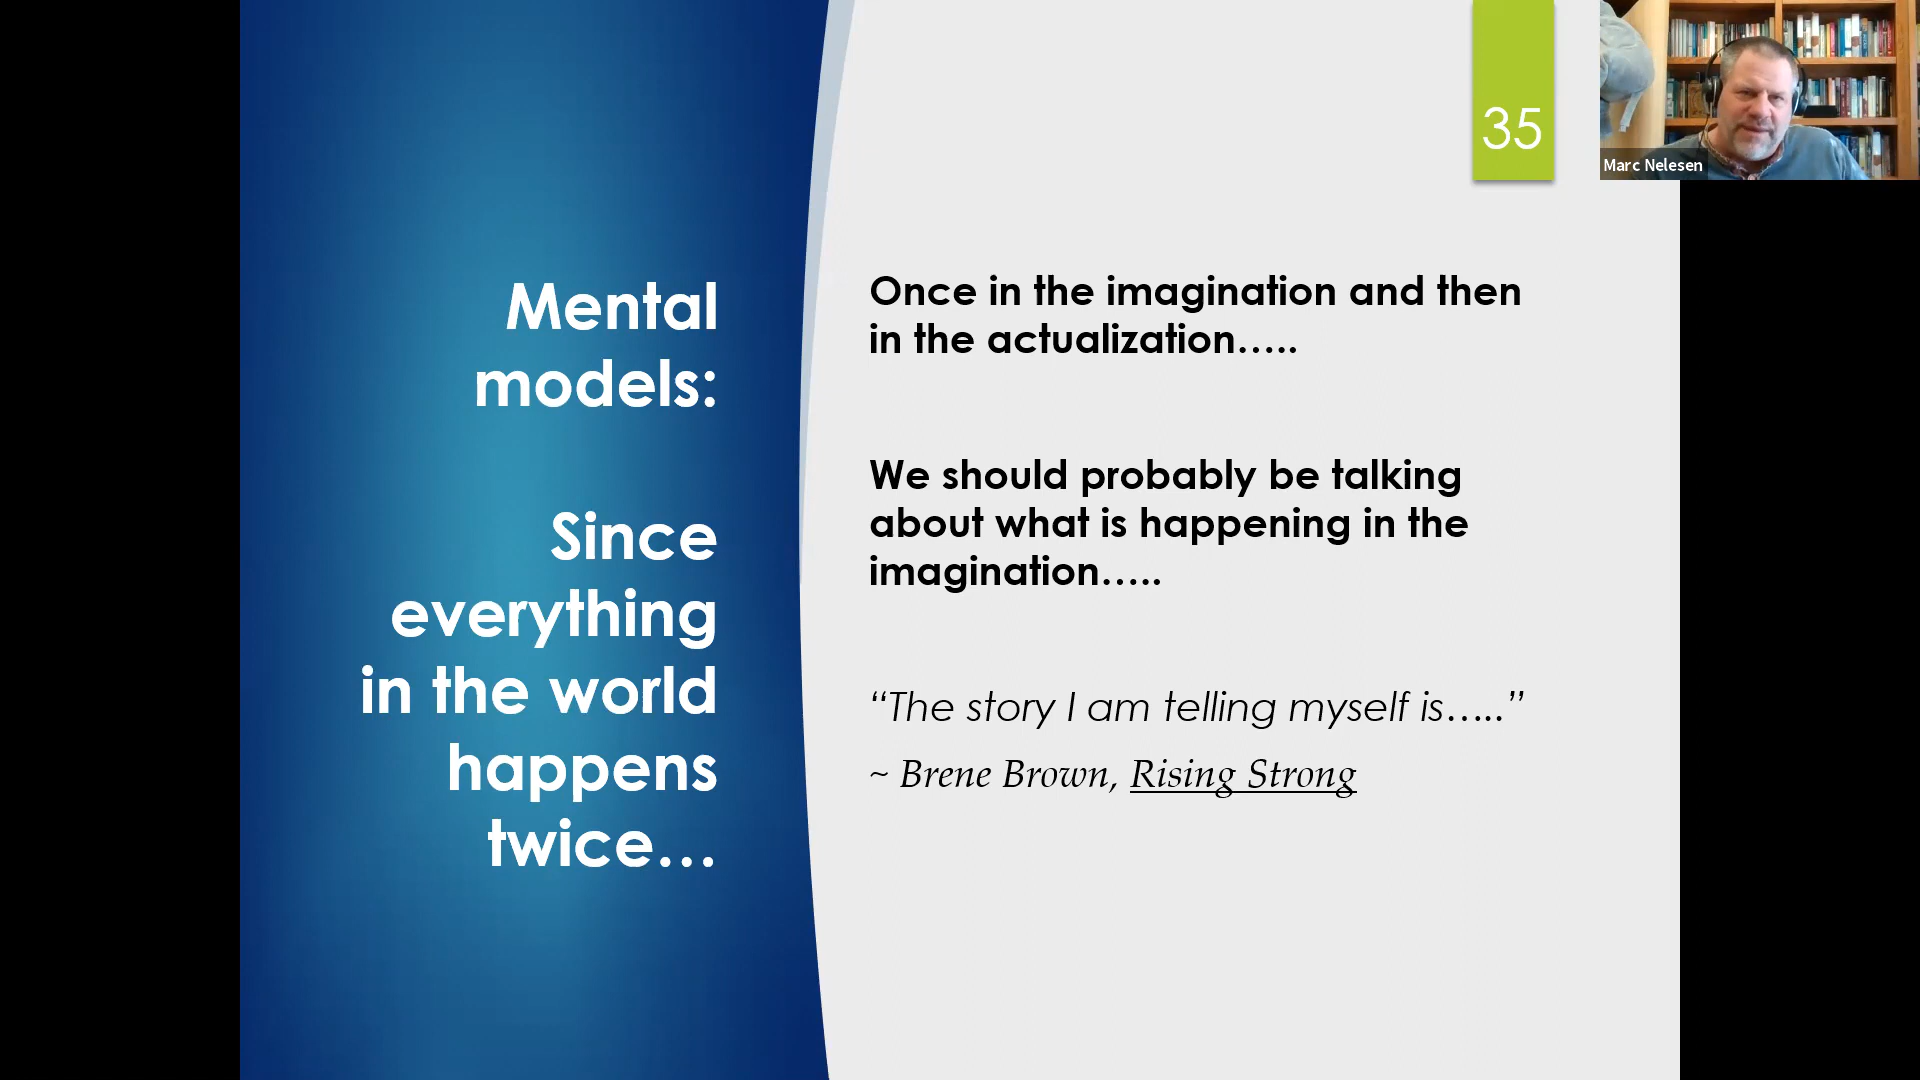 Mental
models:
Since
everything
in the world
happens
twice…
35
Once in the imagination and then
in the actualization…..
We should probably be talking
about what is happening in the
imagination…..
“The story I am telling myself is…..”
~ Brene Brown, Rising Strong
Marc Nelesen